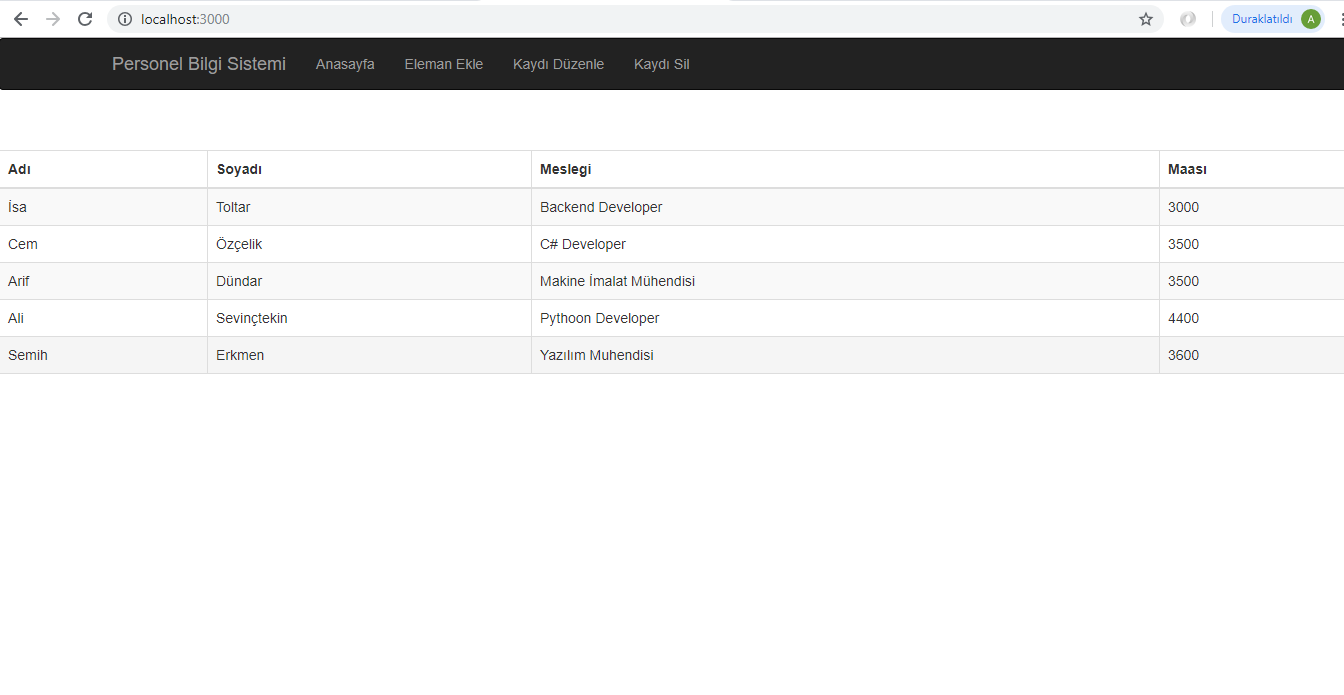 localhost:3000 Duraklatıldı A
Personel Bilgi Sistemi Anasayfa Eleman Ekle Kaydı Düzenle Kaydı Sil
Adı Soyadı Meslegi Maası
İsa Toltar Backend Developer 3000
Cem Özçelik C# Developer 3500
Arif Dündar Makine İmalat Mühendisi 3500
Ali Sevinçtekin Pythoon Developer 4400
Semih Erkmen Yazılım Muhendisi 3600